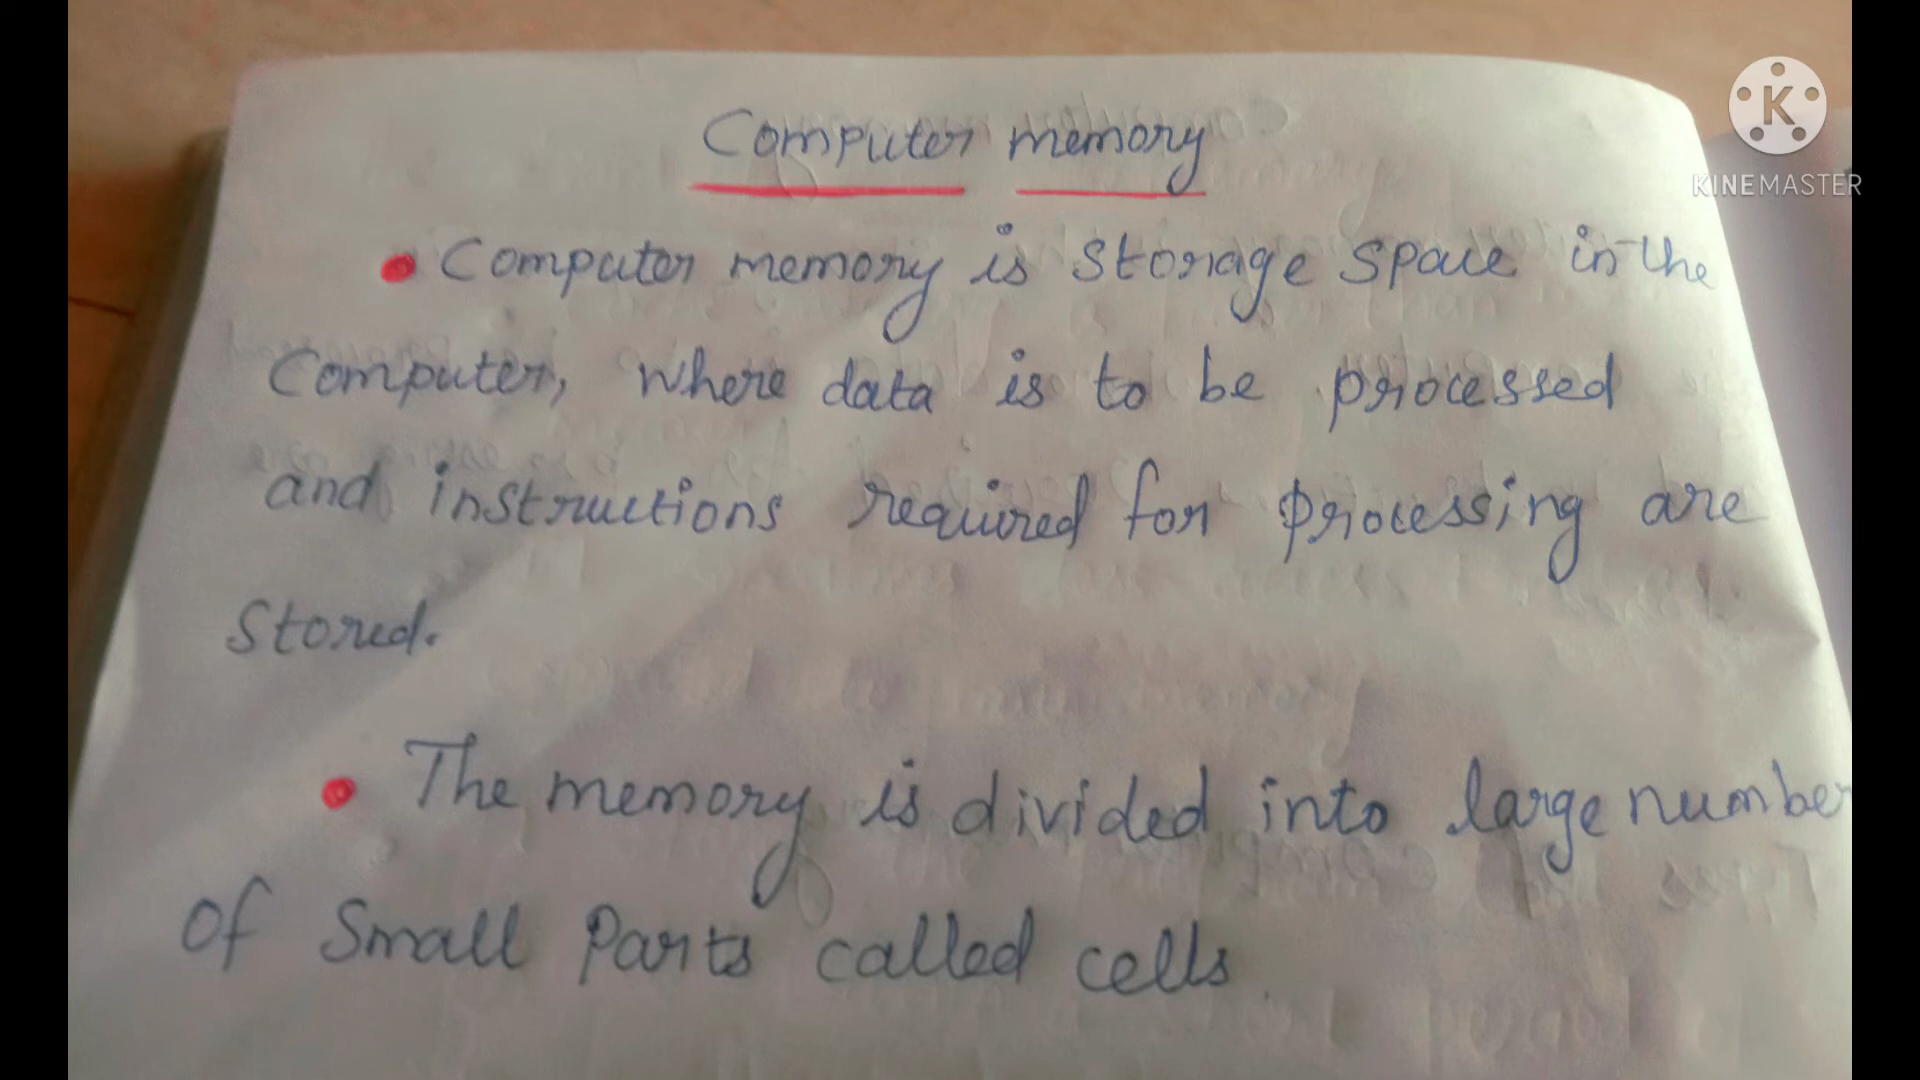 Computer memory
KINEMASTER
• Computer memory is storage space in the
Computer, where data is to be processed
and instructions required for processing are
Stored.
• The memory is divided into large number
of Small Parts called cells.